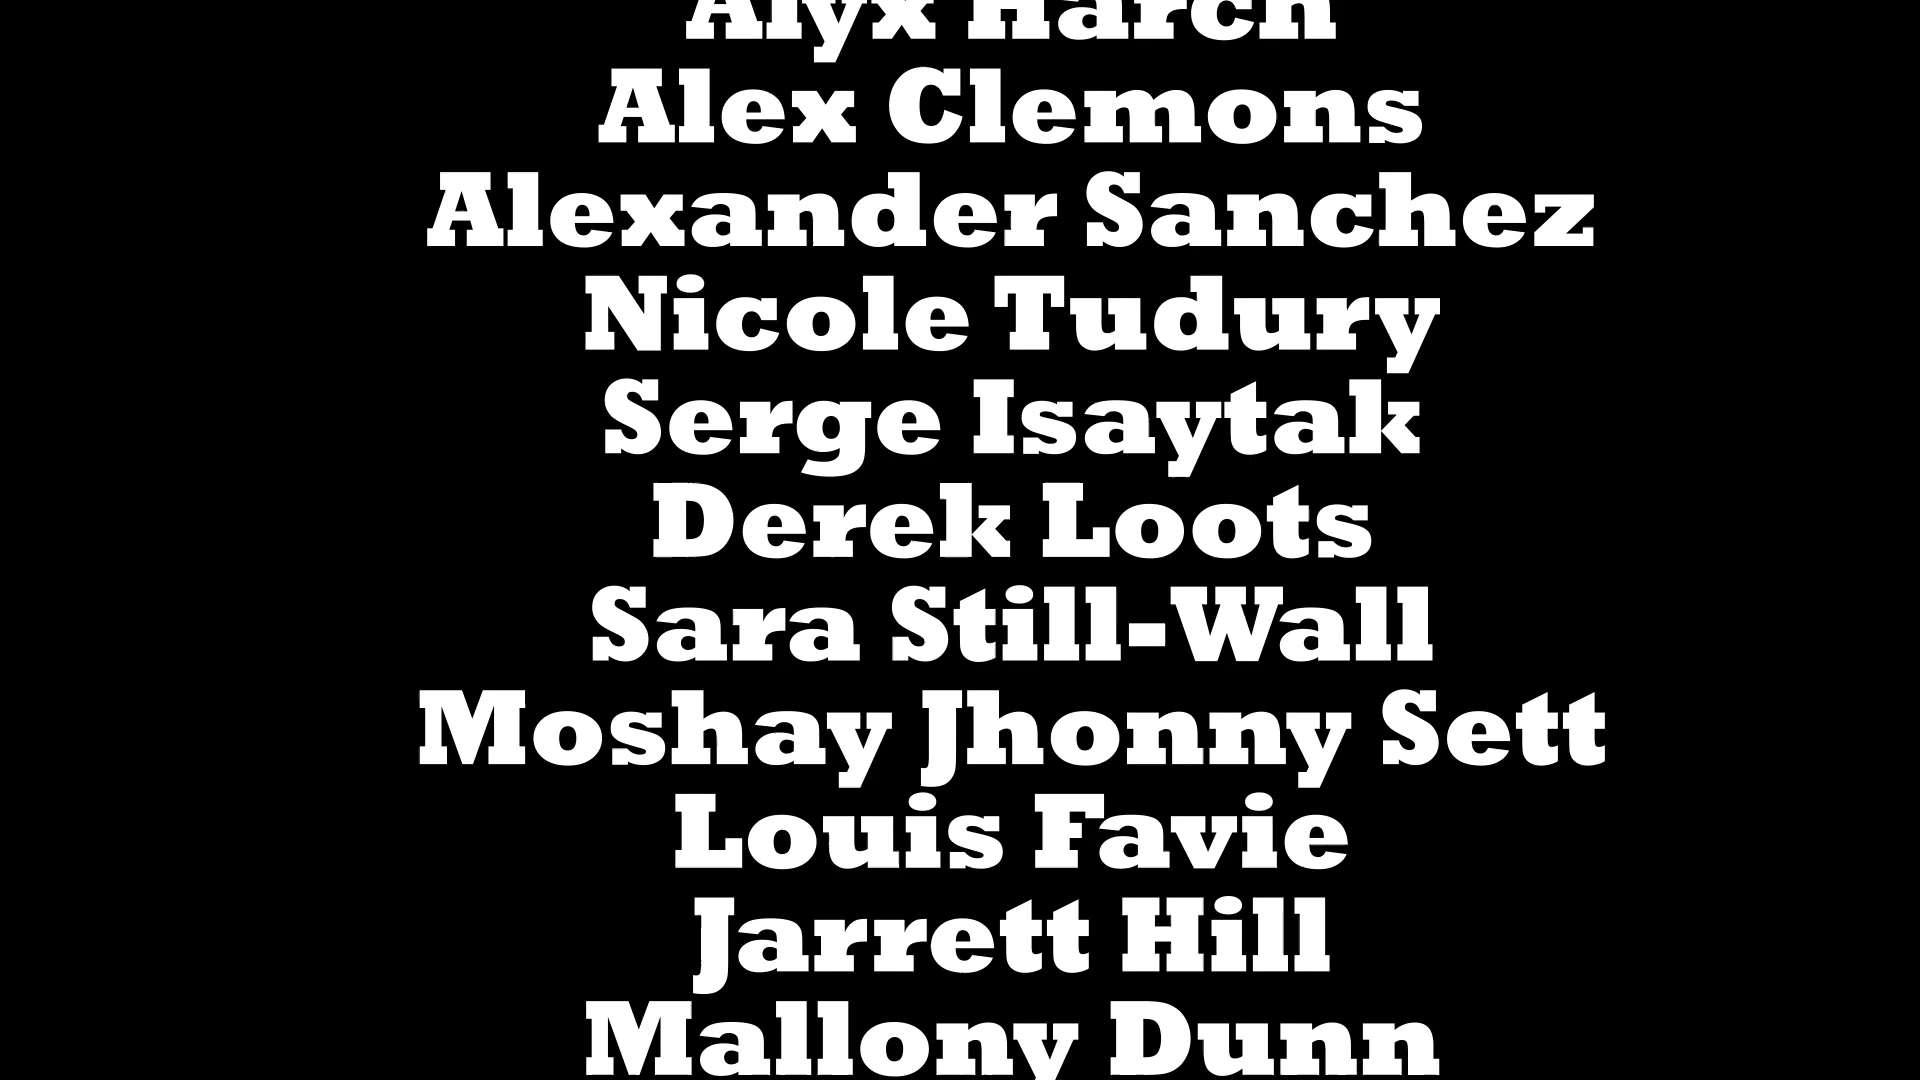 Alyx Harch
Alex Clemons
Alexander Sanchez
Nicole Tudury
Serge Isaytak
Derek Loots
Sara Still-Wall
Moshay Jhonny Sett
Louis Favie
Jarrett Hill
Mallony Dunn